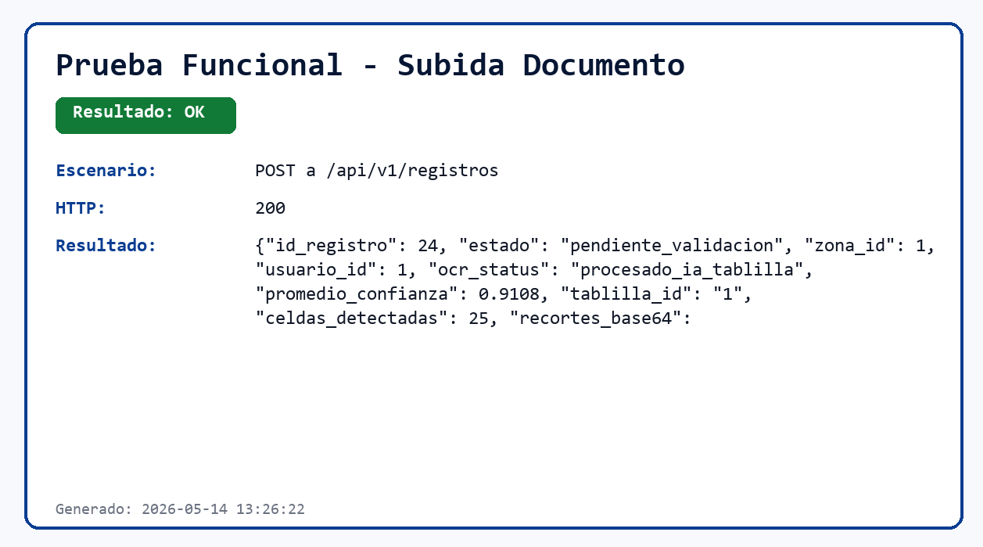 Prueba Funcional - Subida Documento
Resultado: OK
Escenario: POST a /api/v1/registros
HTTP: 200
Resultado: {"id_registro": 24, "estado": "pendiente_validacion", "zona_id": 1,
"usuario_id": 1, "ocr_status": "procesado_ia_tablilla",
"promedio_confianza": 0.9108, "tablilla_id": "1",
"celdas_detectadas": 25, "recortes_base64":
Generado: 2026-05-14 13:26:22